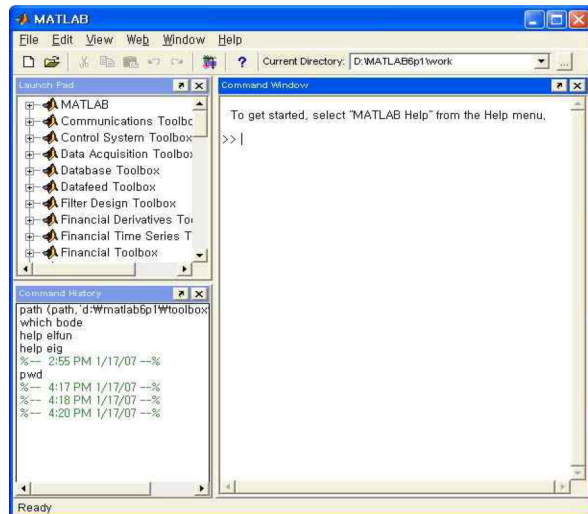 MATLAB
File Edit View Web Window Help
Current Directory: D:₩MATLAB6p1₩work
Launch Pad
MATLAB
Communications Toolbc
Control System Toolbox
Data Acquisition Toolbo
Database Toolbox
Datafeed Toolbox
Filter Design Toolbox
Financial Derivatives Too
Financial Time Series T
Financial Toolbox
Command Window
To get started, select "MATLAB Help" from the Help menu,
>>
Command History
path (path,'d:₩matlab6p1₩toolbox
which bode
help elfun
help eig
%-- 2:55 PM 1/17/07 --%
pwd
%-- 4:17 PM 1/17/07 --%
%-- 4:18 PM 1/17/07 --%
%-- 4:20 PM 1/17/07 --%
Ready